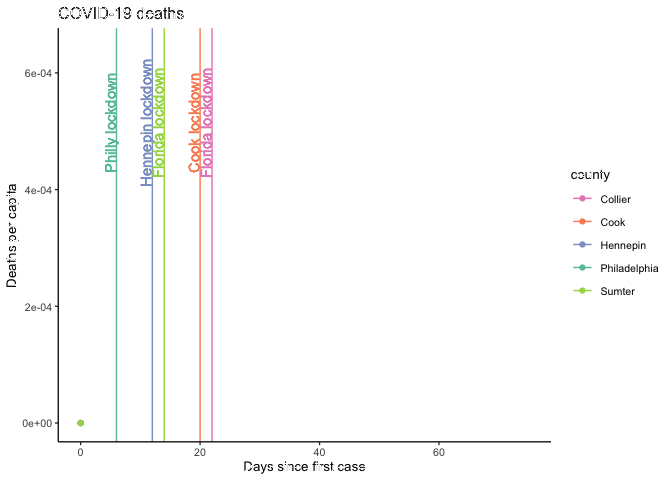 COVID-19 deaths
6e-04
4e-04
2e-04
0e+00
Deaths per capita
Philly lockdown
Hennepin lockdown
Florida lockdown
Cook lockdown
Florida lockdown
0
20
40
60
Days since first case
county
Collier
Cook
Hennepin
Philadelphia
Sumter